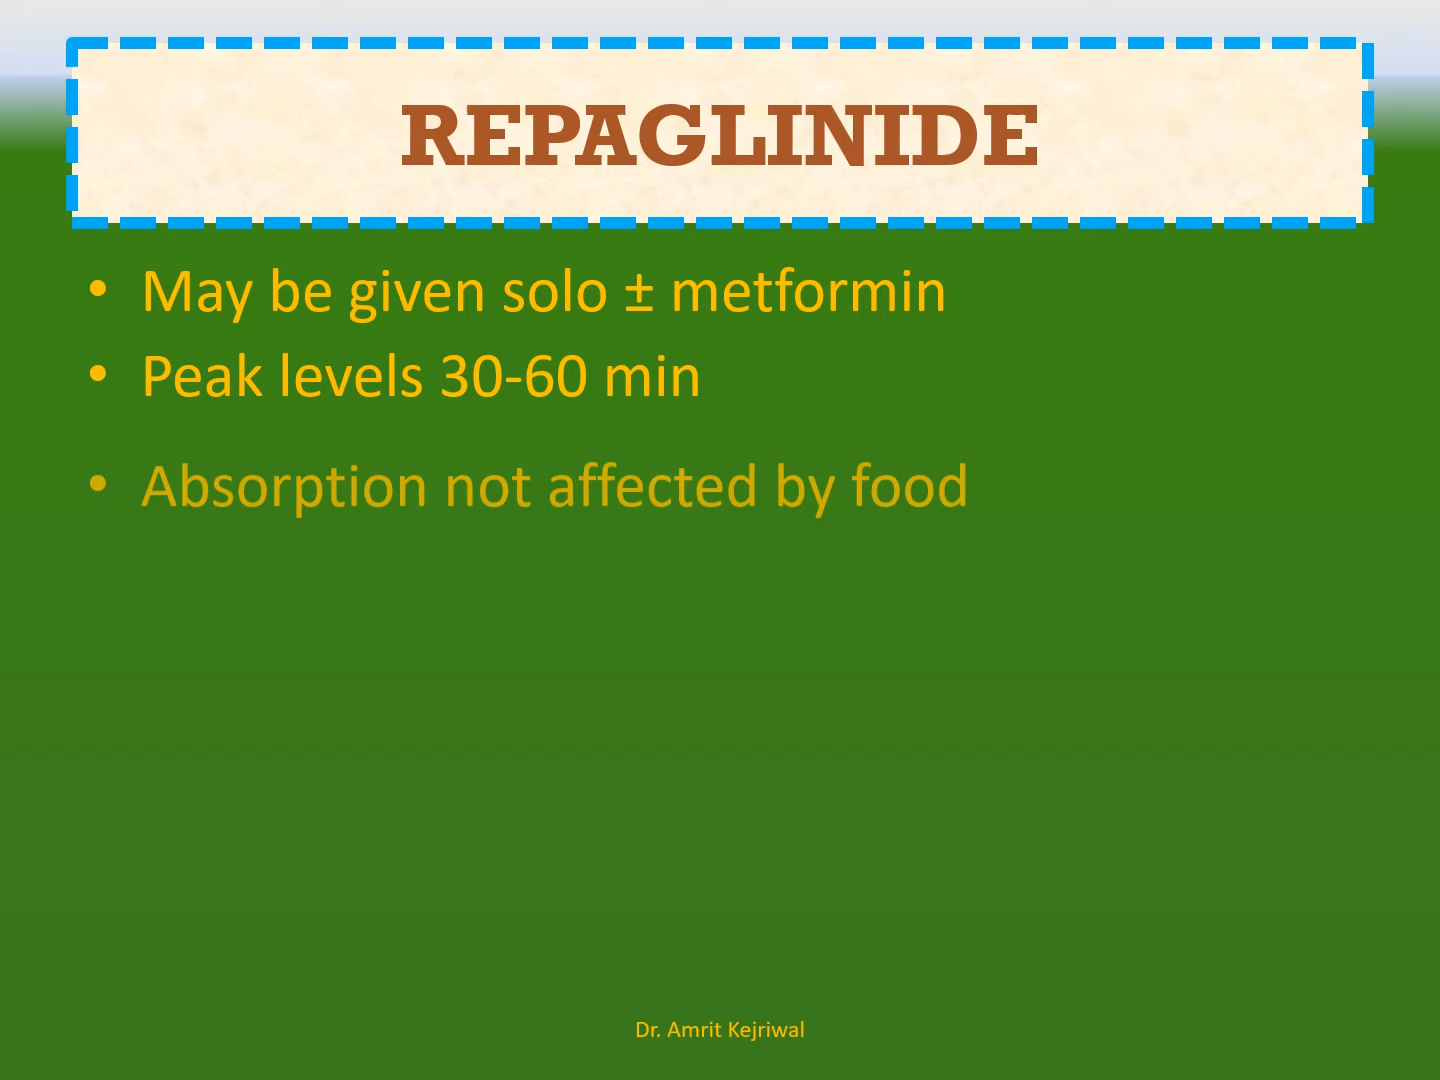 REPAGLINIDE
• May be given solo ± metformin
• Peak levels 30-60 min
• Absorption not affected by food
Dr. Amrit Kejriwal